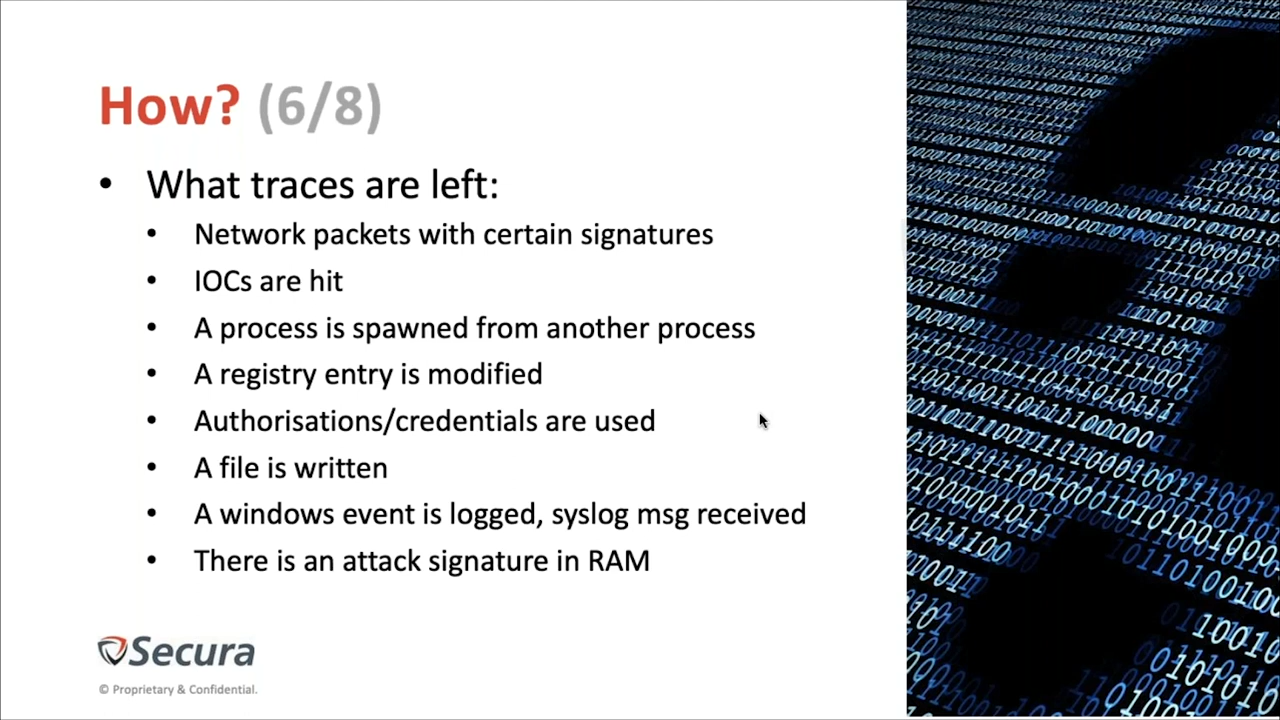 How? (6/8)
• What traces are left:
• Network packets with certain signatures
• IOCs are hit
• A process is spawned from another process
• A registry entry is modified
• Authorisations/credentials are used
• A file is written
• A windows event is logged, syslog msg received
• There is an attack signature in RAM
Secura
© Proprietary & Confidential.